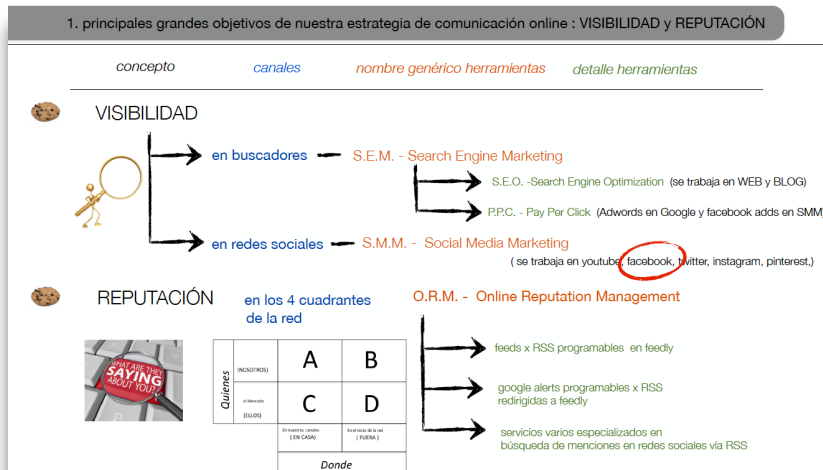 1. principales grandes objetivos de nuestra estrategia de comunicación online : VISIBILIDAD y REPUTACIÓN
concepto canales nombre genérico herramientas detalle herramientas
VISIBILIDAD
en buscadores S.E.M. - Search Engine Marketing
S.E.O. -Search Engine Optimization (se trabaja en WEB y BLOG)
P.P.C. - Pay Per Click (Adwords en Google y facebook adds en SMM)
en redes sociales S.M.M. - Social Media Marketing
( se trabaja en youtube, facebook, twitter, instagram, pinterest,)
REPUTACIÓN
en los 4 cuadrantes
de la red
O.R.M. - Online Reputation Management
WHAT ARE THEY
SAYING
ABOUT YOU?
Quienes
(NOSOTROS)
A B
el Mercado
(ELLOS)
C D
En nuestros canales
( EN CASA)
En el resto de la red
( FUERA )
Donde
feeds x RSS programables en feedly
google alerts programables x RSS
redirigidas a feedly
servicios varios especializados en
búsqueda de menciones en redes sociales vía RSS